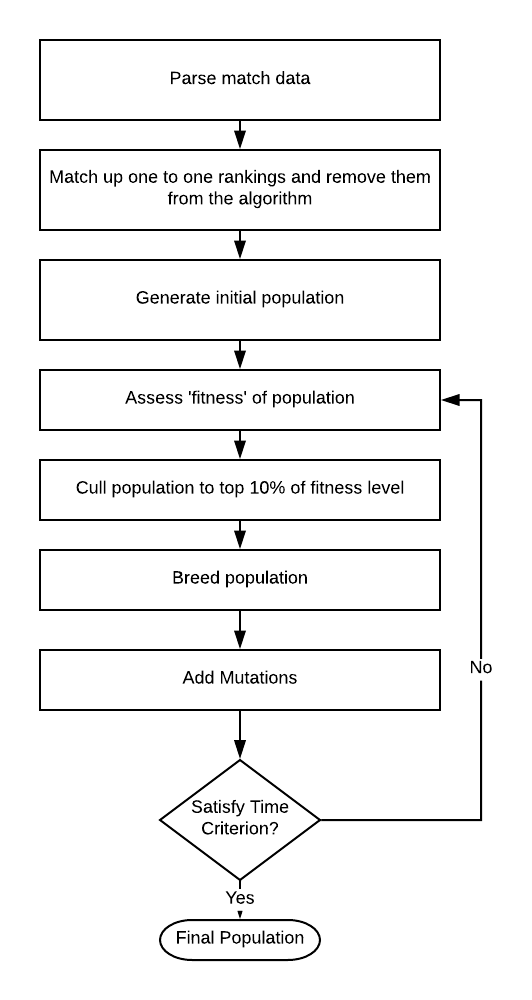 Parse match data
Match up one to one rankings and remove them
from the algorithm
Generate initial population
Assess 'fitness' of population
Cull population to top 10% of fitness level
Breed population
Add Mutations
No
Satisfy Time
Criterion?
Yes
Final Population